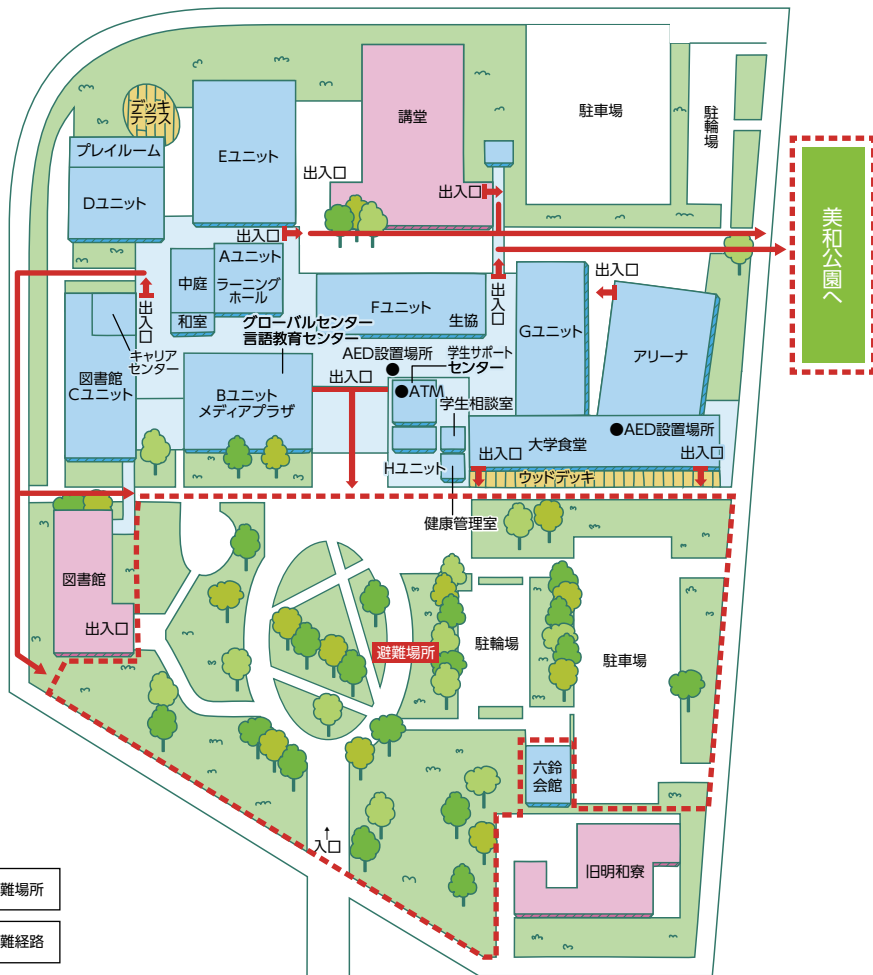 駐車場
駐輪場
講堂
デッキ
テラス
プレイルーム
Eユニット
出入口
出入口
Dユニット
美和公園へ
出入口
Aユニット
ラーニング
ホール
中庭
和室
出入口
Fユニット
生協
出入口
出入口
Gユニット
アリーナ
キャリア
センター
グローバルセンター
言語教育センター
AED設置場所
学生サポート
センター
図書館
Cユニット
出入口
ATM
Bユニット
メディアプラザ
学生相談室
AED設置場所
大学食堂
出入口
出入口
Hユニット
ウッドデッキ
健康管理室
図書館
出入口
避難場所
駐輪場
駐車場
六鈴
会館
入口
旧明和寮
難場所
難経路